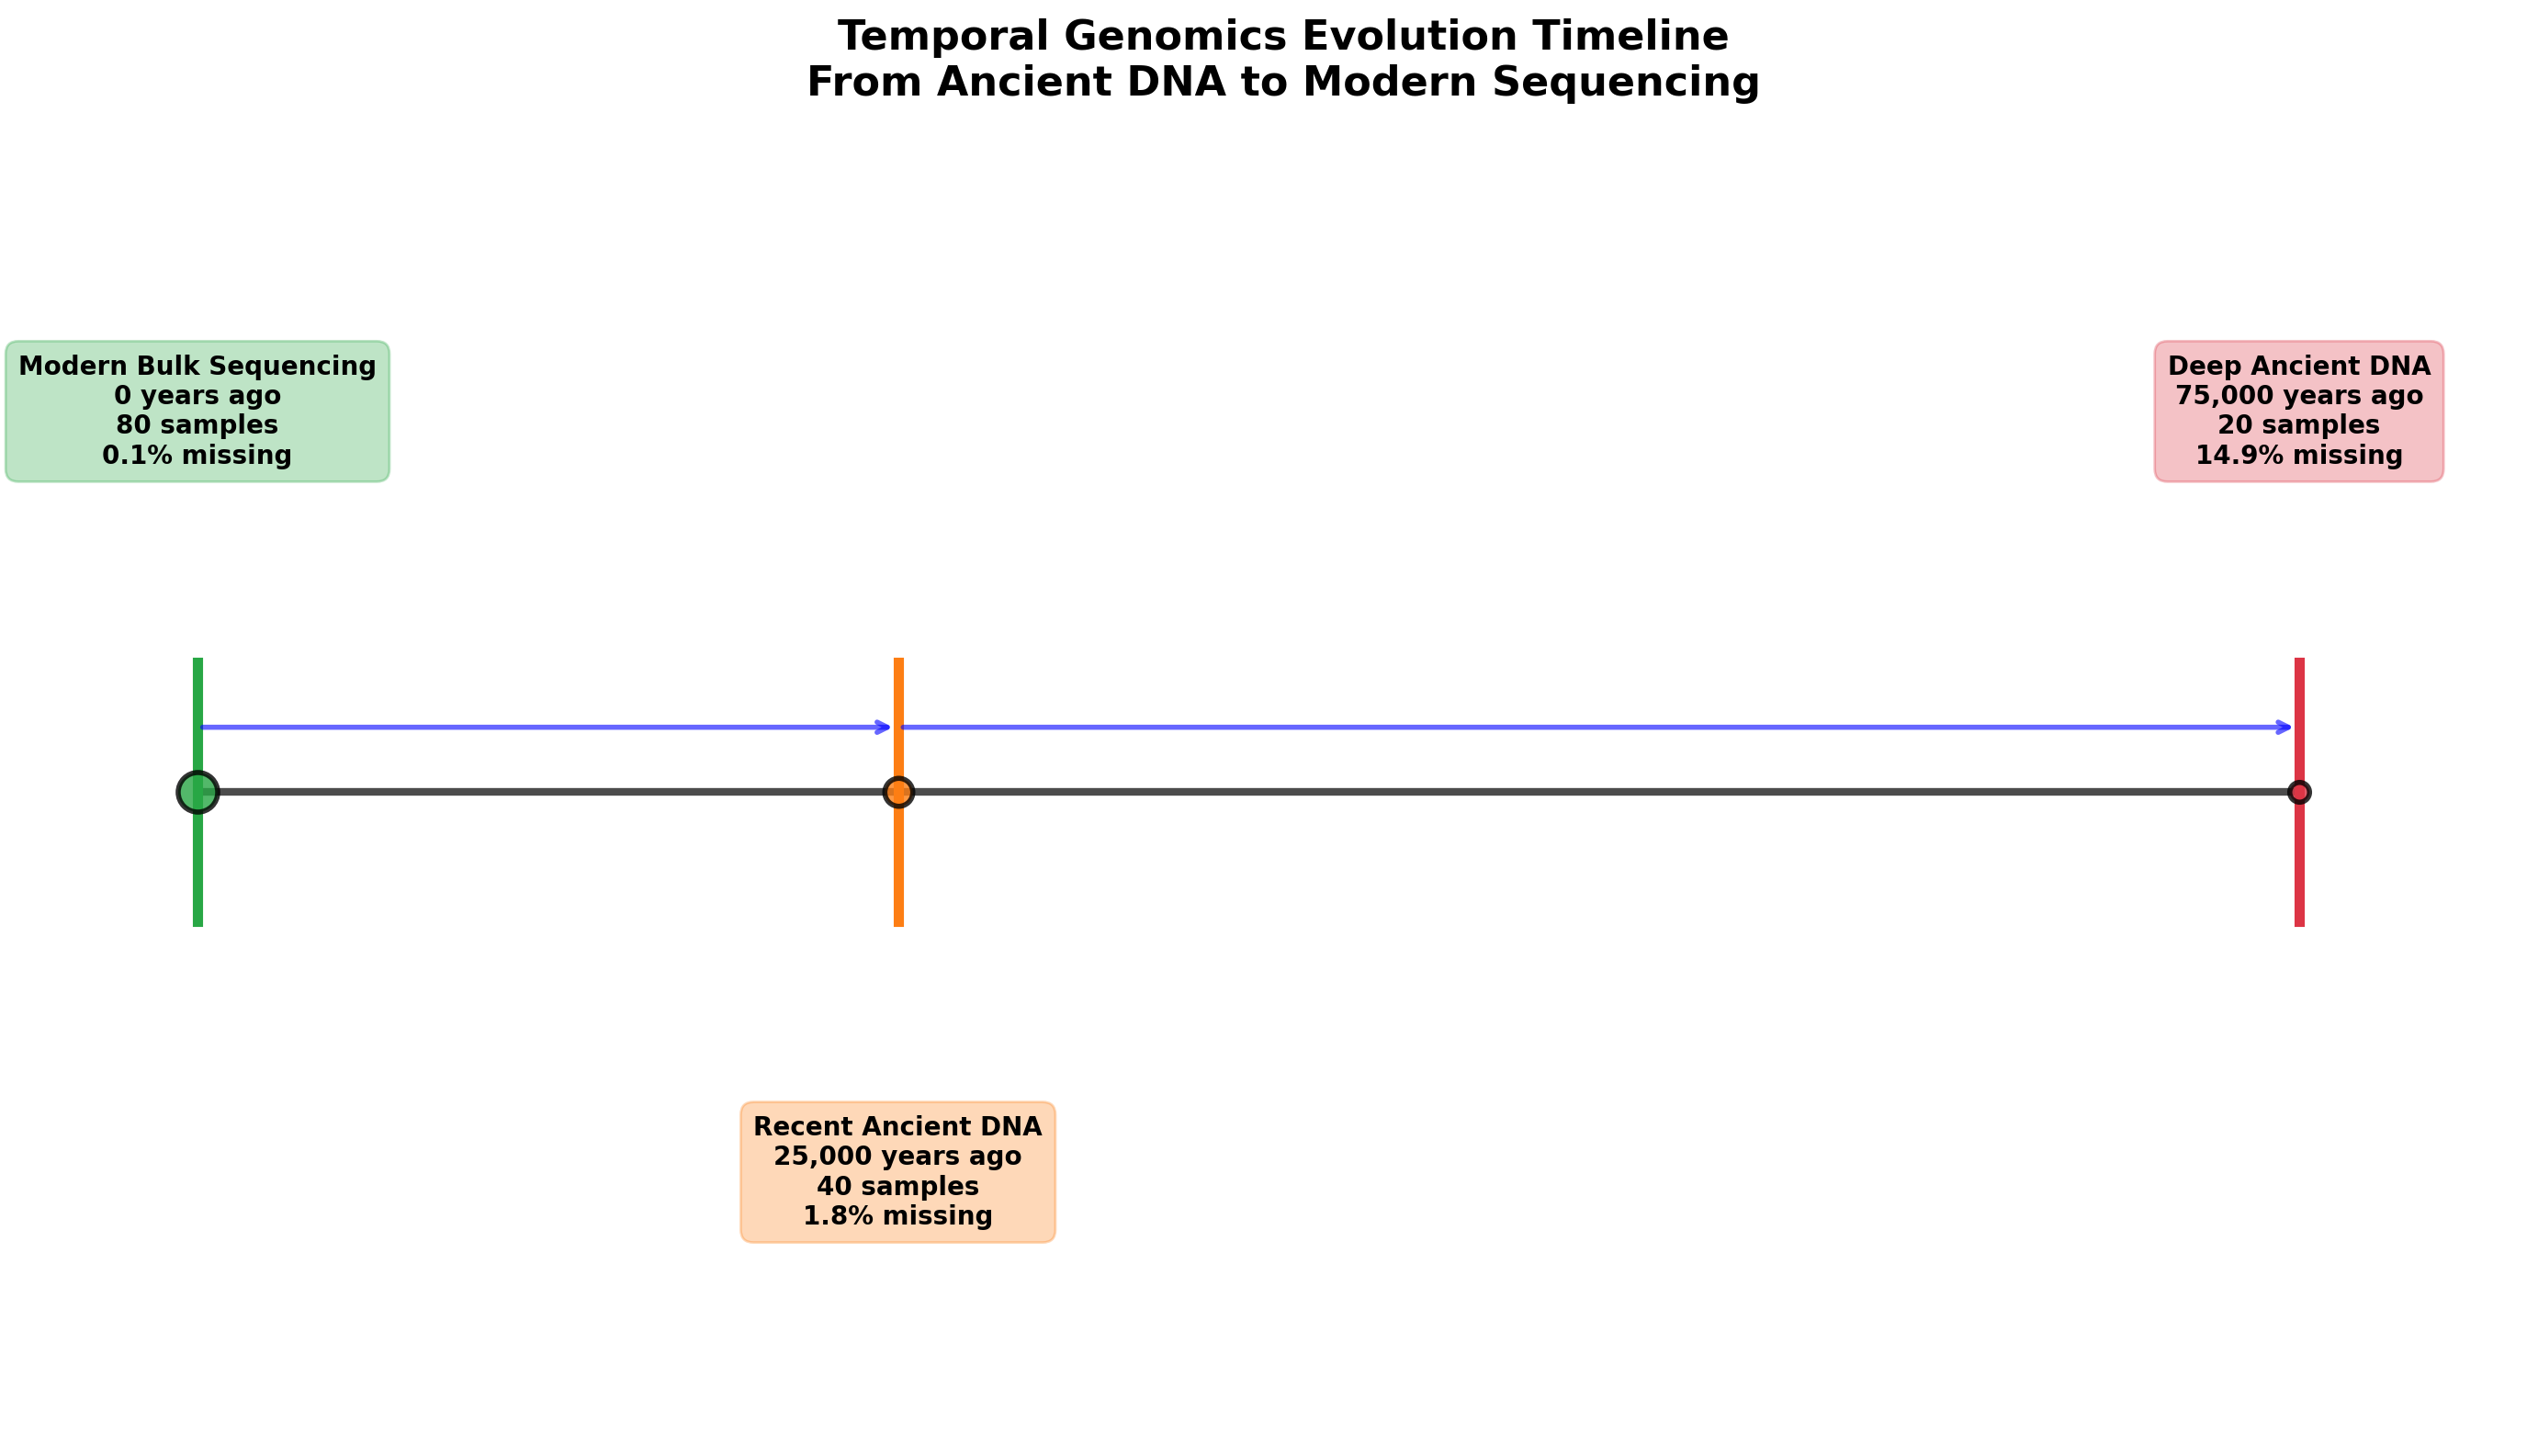 Temporal Genomics Evolution Timeline
From Ancient DNA to Modern Sequencing
Modern Bulk Sequencing
0 years ago
80 samples
0.1% missing
Deep Ancient DNA
75,000 years ago
20 samples
14.9% missing
Recent Ancient DNA
25,000 years ago
40 samples
1.8% missing